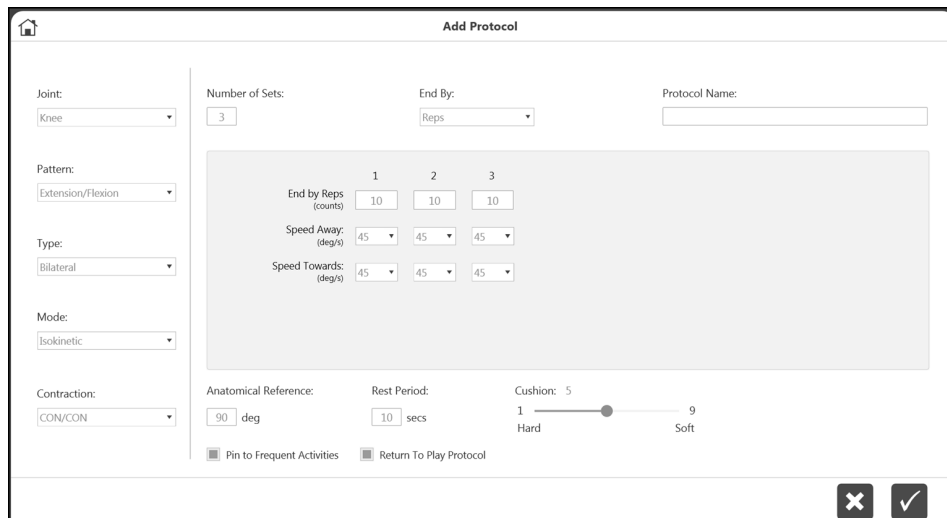 Add Protocol
Joint:
Knee
Pattern:
Extension/Flexion
Type:
Bilateral
Mode:
Isokinetic
Contraction:
CON/CON
Number of Sets:
3
End By:
Reps
Protocol Name:
1 2 3
End by Reps 10 10 10
(counts)
Speed Away: 45 45 45
(deg/s)
Speed Towards: 45 45 45
(deg/s)
Anatomical Reference:
90 deg
Rest Period:
10 secs
Cushion: 5
1 9
Hard Soft
Pin to Frequent Activities
Return To Play Protocol